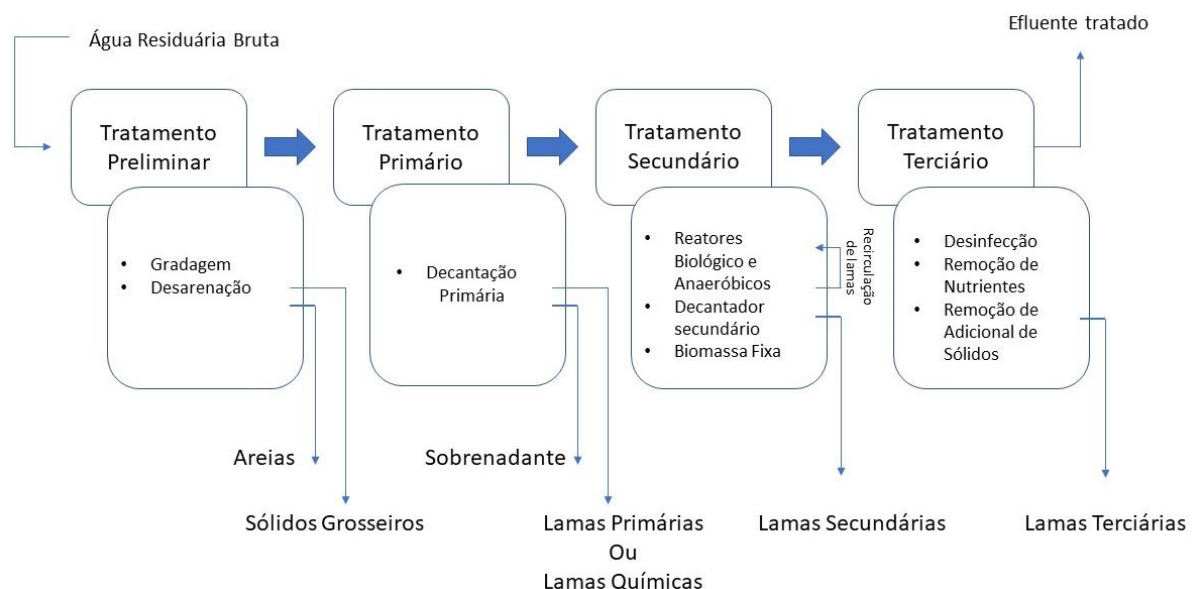 Água Residuária Bruta
Efluente tratado
Tratamento
Preliminar
Tratamento
Primário
Tratamento
Secundário
Tratamento
Terciário
• Gradagem
• Desarenação
• Decantação
Primária
• Reatores
Biológico e
Anaeróbicos
• Decantador
secundário
• Biomassa Fixa
Recirculação
de lamas
• Desinfecção
• Remoção de
Nutrientes
• Remoção de
Adicional de
Sólidos
Areias
Sobrenadante
Sólidos Grosseiros
Lamas Primárias
Ou
Lamas Químicas
Lamas Secundárias
Lamas Terciárias